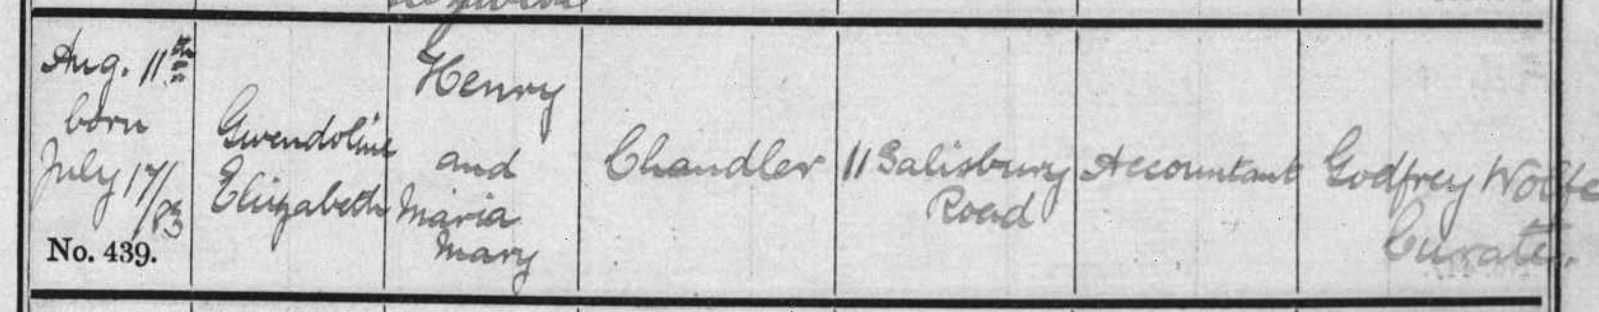 Aug. 11th
born
July 17/83
No. 439.
Gwendoline
Elizabeth
Henry
and
Maria
Mary
Chandler
11 Salisbury
Road
Accountant
Godfrey Wolfe
Curate.